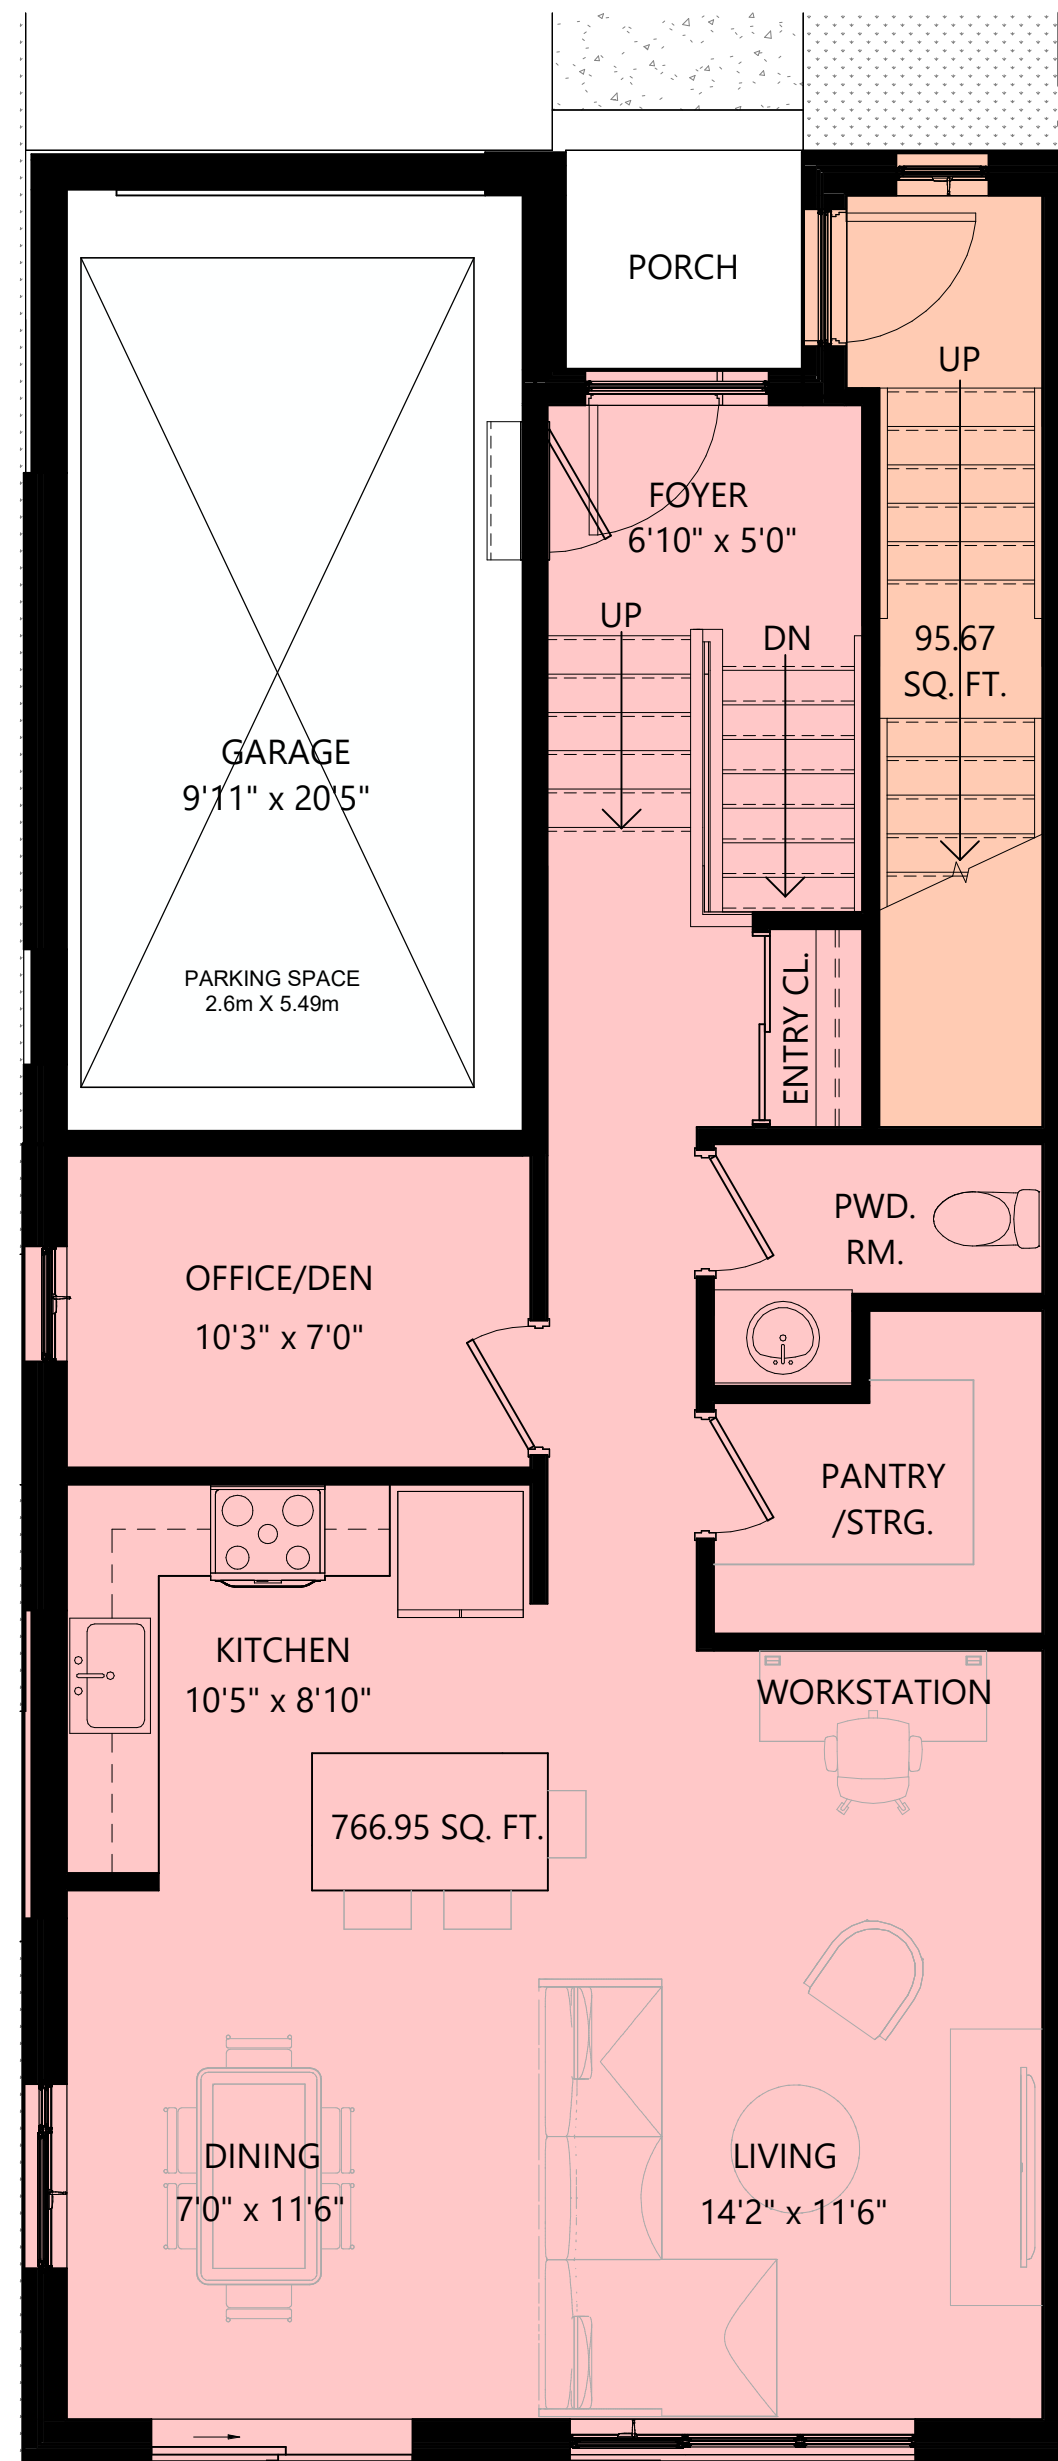 PORCH
UP
FOYER
6'10" x 5'0"
UP
DN
95.67
SQ. FT.
GARAGE
9'11" x 20'5"
PARKING SPACE
2.6m X 5.49m
ENTRY CL.
PWD.
RM.
OFFICE/DEN
10'3" x 7'0"
PANTRY
/STRG.
KITCHEN
10'5" x 8'10"
WORKSTATION
766.95 SQ. FT.
DINING
7'0" x 11'6"
LIVING
14'2" x 11'6"